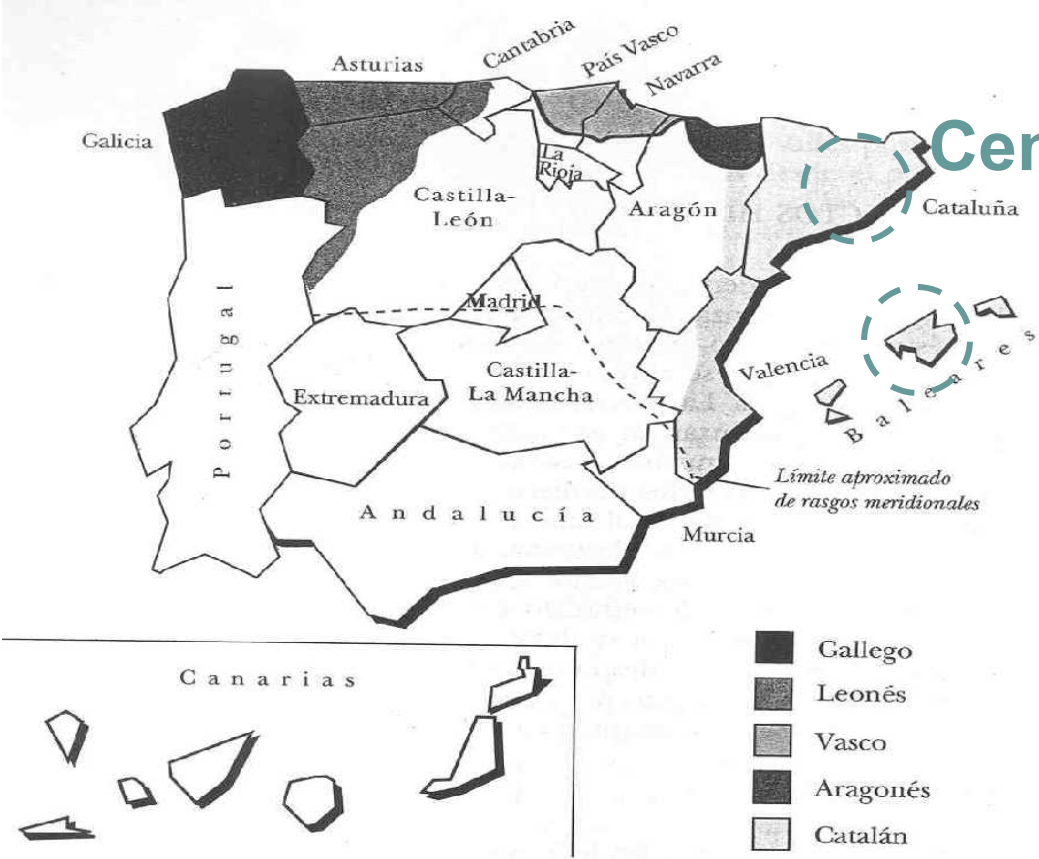 Asturias
Cantabria
País Vasco
Navarra
Galicia
La
Rioja
Castilla-
León
Aragón
Cer
Cataluña
Portugal
Madrid
Extremadura
Castilla-
La Mancha
Valencia
Baleares
Límite aproximado
de rasgos meridionales
Andalucía
Murcia
Canarias
Gallego
Leonés
Vasco
Aragonés
Catalán